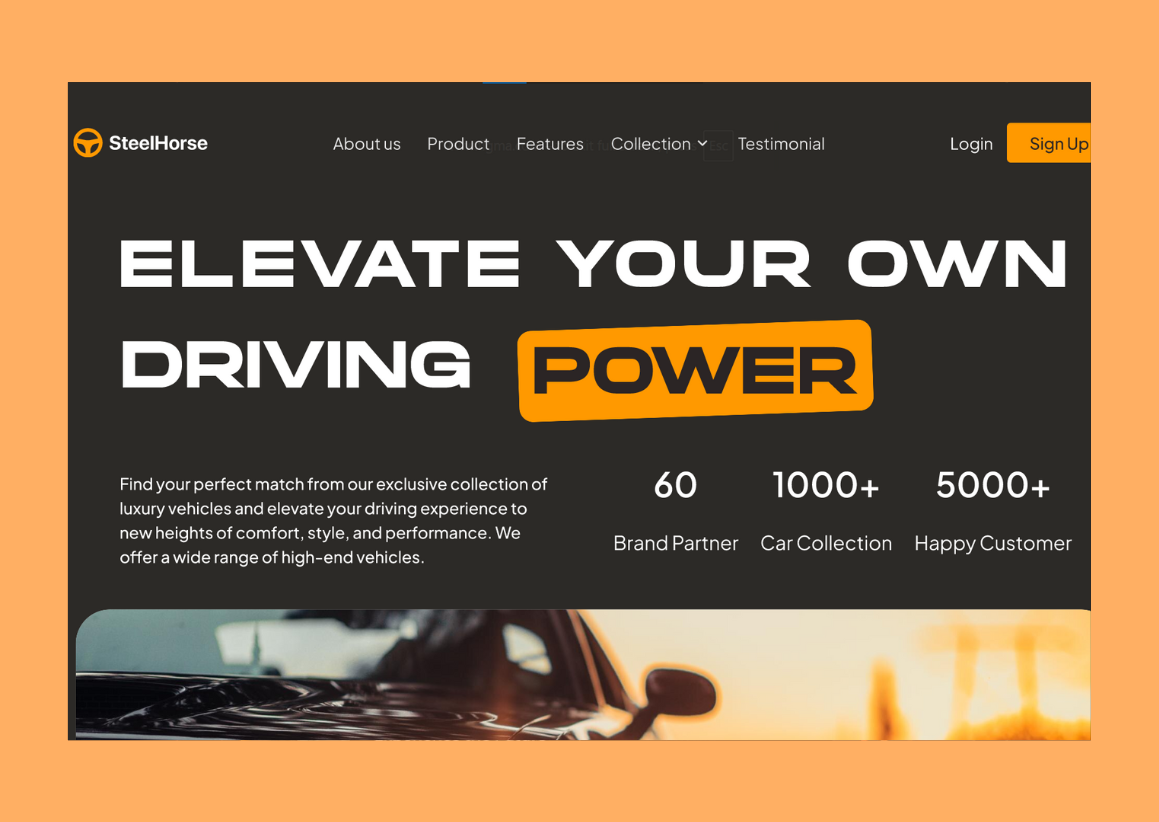 SteelHorse
About us Product Features Collection Testimonial
Login Sign Up
ELEVATE YOUR OWN
DRIVING POWER
Find your perfect match from our exclusive collection of
luxury vehicles and elevate your driving experience to
new heights of comfort, style, and performance. We
offer a wide range of high-end vehicles.
60 1000+ 5000+
Brand Partner Car Collection Happy Customer